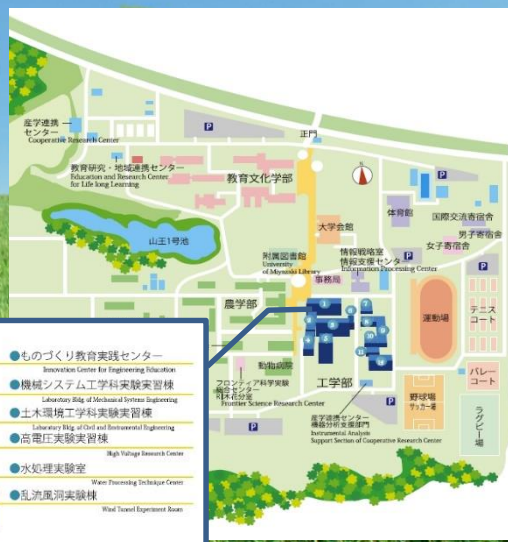 産学連携
センター
Cooperative Research Center
P
正門
P
教育研究・地域連携センター
Education and Research Center
for Life long Learning
教育文化学部
P
体育館
国際交流寄宿舎
男子寄宿舎
女子寄宿舎
大学会館
山王1号池
附属図書館
University
of Miyazaki Library
情報戦略室
情報支援センター
Information Processing Center
事務局
P
農学部
運動場
テニス
コート
動物病院
フロンティア科学実験
総合センター
木花分室
Frontier Science Research Center
工学部
産学連携センター
機器分析支援部門
Instrumental Analysis
Support Section of Cooperative Research Center
野球場
サッカー場
バレー
コート
ラグビー場
P
●ものづくり教育実践センター
Innovation Center for Engineering Education
●機械システム工学科実験実習棟
Laboratory Bldg. of Mechanical Systems Engineering
●土木環境工学科実験実習棟
Laboratory Bldg. of Civil and Environmental Engineering
●高電圧実験実習棟
High Voltage Research Center
●水処理実験室
Water Processing Technique Center
●乱流風洞実験棟
Wind Tunnel Experiment Room